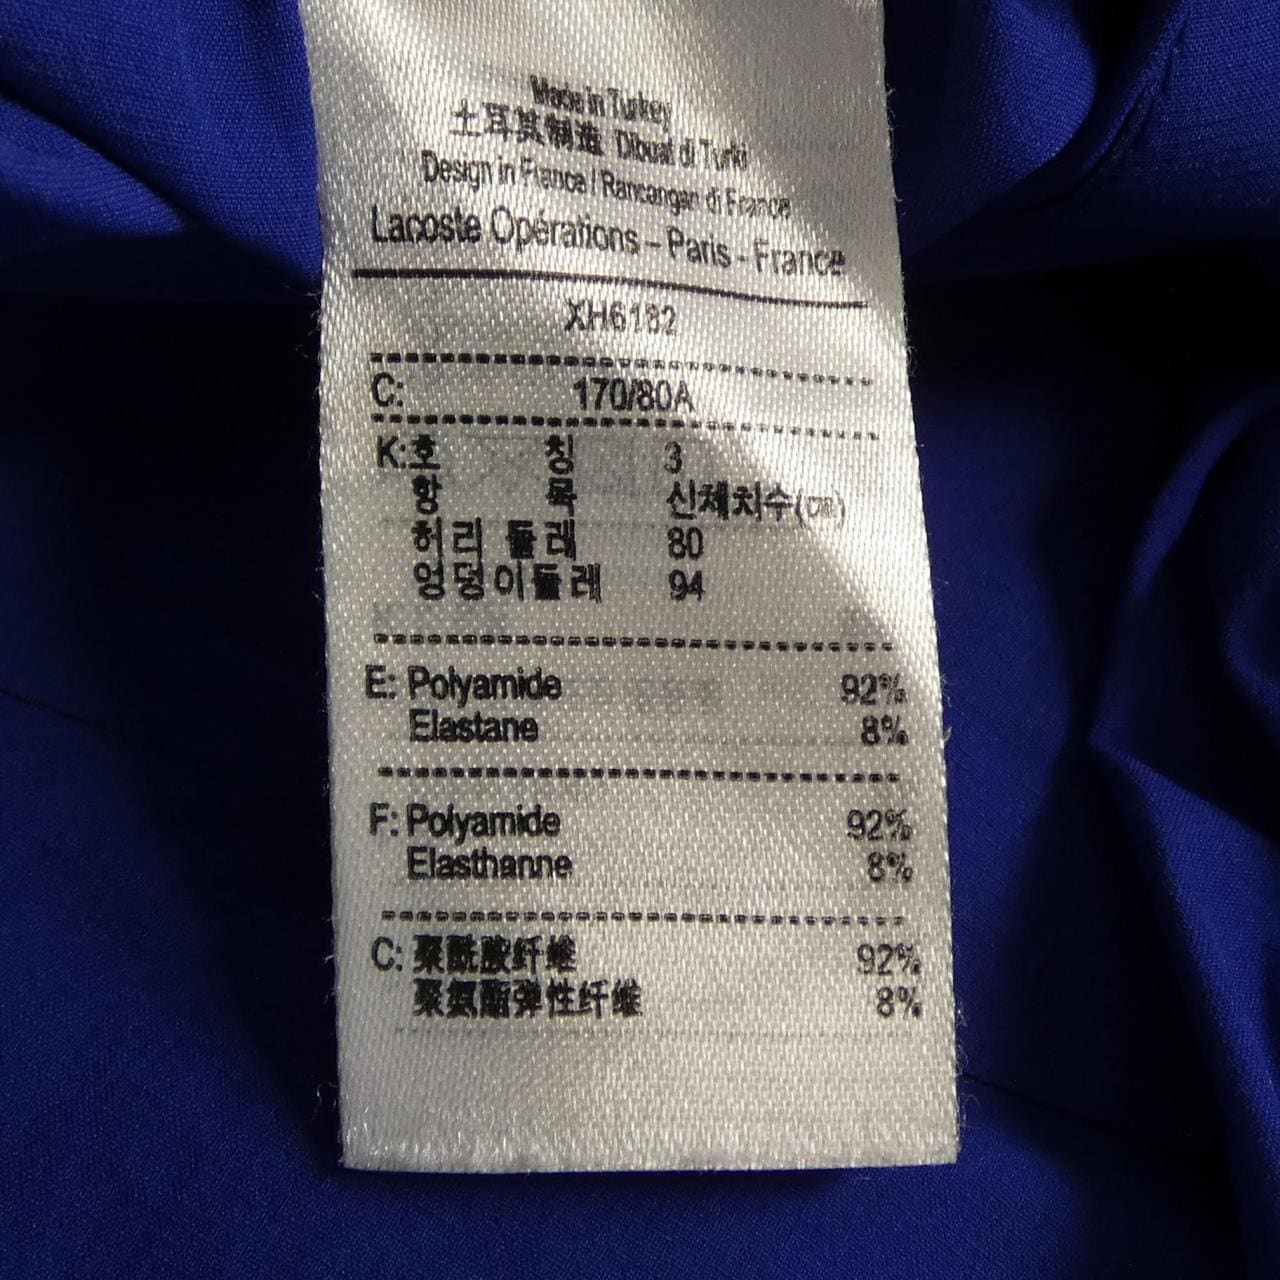 Made in Turkey
土耳其制造 Dibuat di Turki
Design in France / Rancangan di France
Lacoste Opérations – Paris - France
XH6182
C: 170/80A
K:호 칭 3
항 목 신체치수(㎝)
허리 둘레 80
엉덩이둘레 94
E: Polyamide 92%
Elastane 8%
F: Polyamide 92%
Elasthanne 8%
C: 聚酰胺纤维 92%
聚氨酯弹性纤维 8%